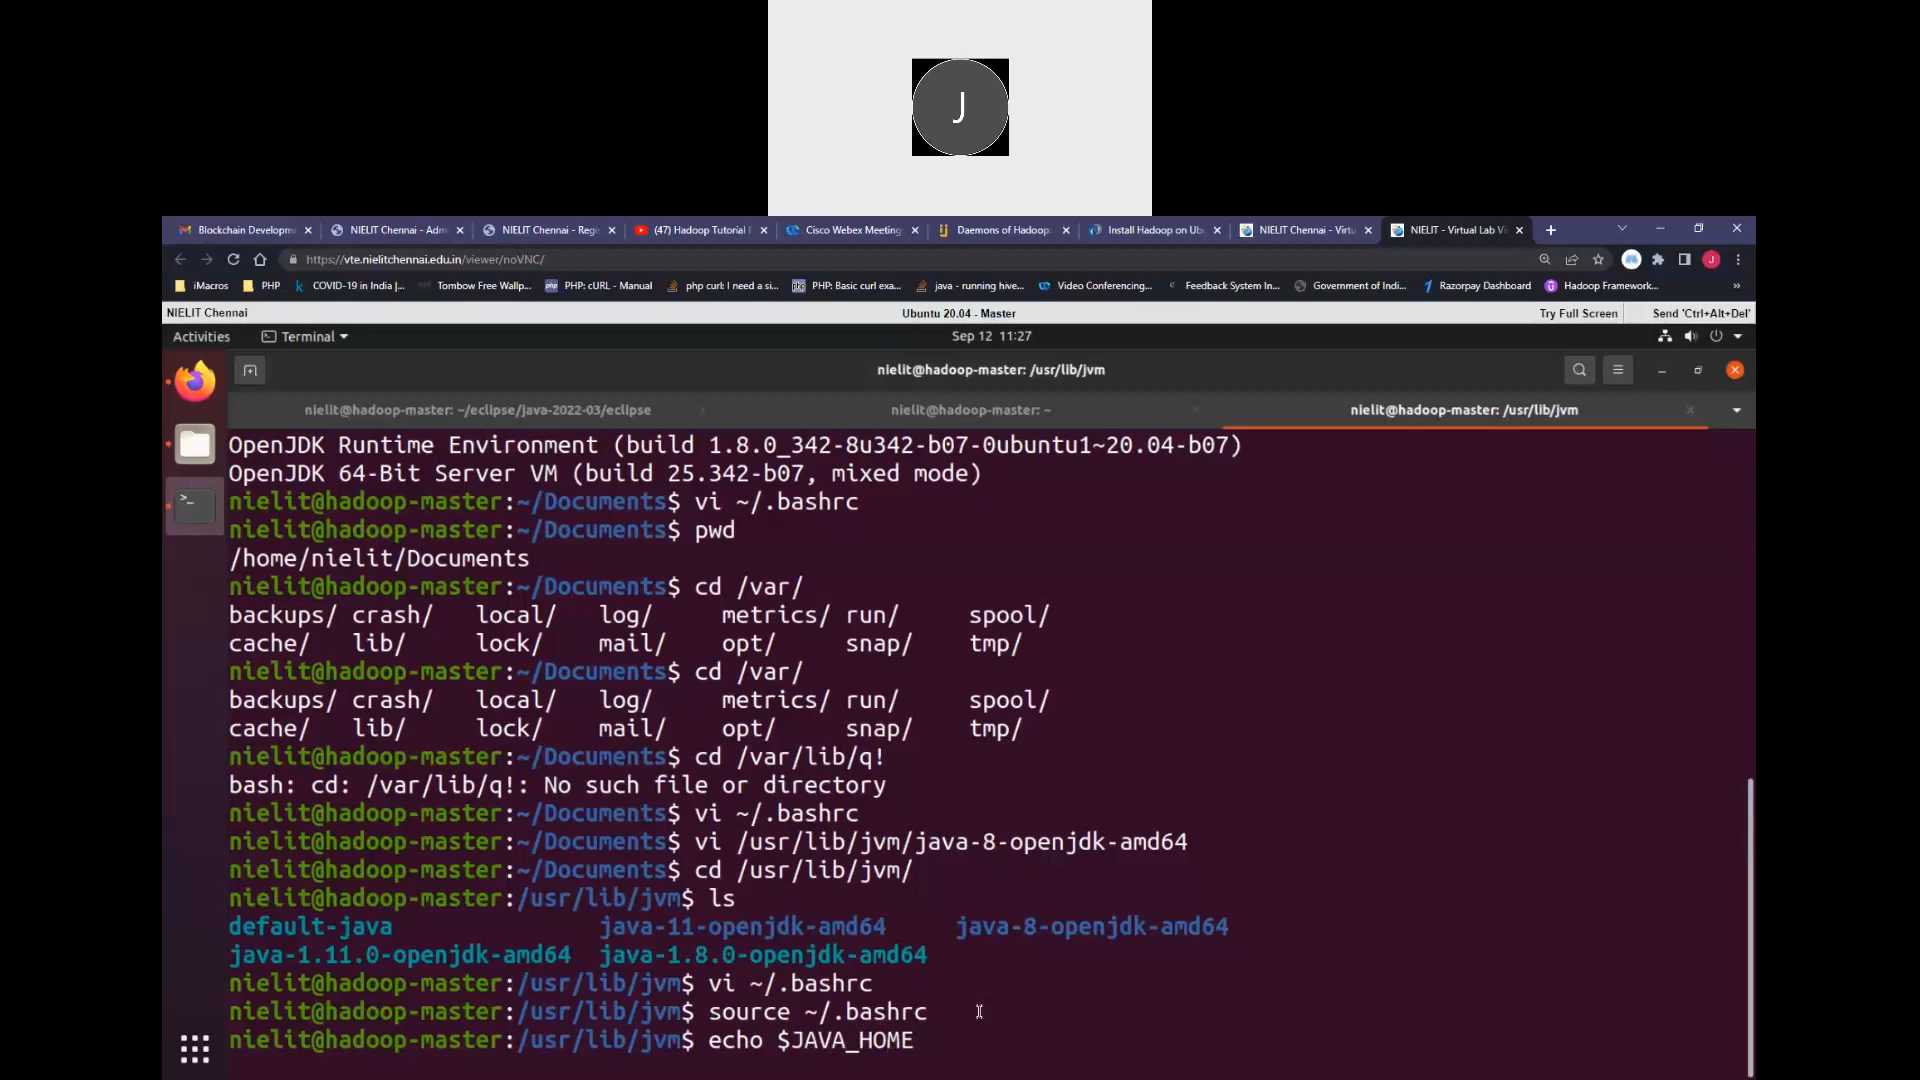 J
Blockchain Developm
NIELIT Chennai - Adm
NIELIT Chennai - Regi
(47) Hadoop Tutorial
Cisco Webex Meeting
Daemons of Hadoop
Install Hadoop on Ub
NIELIT Chennai - Virtu
NIELIT - Virtual Lab Vi
https://vte.nielitchennai.edu.in/viewer/noVNC/
J
iMacros
PHP
COVID-19 in India |...
Tombow Free Wallp...
PHP: cURL - Manual
php curl: I need a si...
PHP: Basic curl exa...
java - running hive...
Video Conferencing...
Feedback System In...
Government of Indi...
Razorpay Dashboard
Hadoop Framework...
NIELIT Chennai
Ubuntu 20.04 - Master
Try Full Screen
Send 'Ctrl+Alt+Del'
Activities
Terminal
Sep 12 11:27
nielit@hadoop-master: /usr/lib/jvm
nielit@hadoop-master: ~/eclipse/java-2022-03/eclipse
nielit@hadoop-master: ~
nielit@hadoop-master: /usr/lib/jvm
OpenJDK Runtime Environment (build 1.8.0_342-8u342-b07-0ubuntu1~20.04-b07)
OpenJDK 64-Bit Server VM (build 25.342-b07, mixed mode)
nielit@hadoop-master:~/Documents$ vi ~/.bashrc
nielit@hadoop-master:~/Documents$ pwd
/home/nielit/Documents
nielit@hadoop-master:~/Documents$ cd /var/
backups/ crash/ local/ log/ metrics/ run/ spool/
cache/ lib/ lock/ mail/ opt/ snap/ tmp/
nielit@hadoop-master:~/Documents$ cd /var/
backups/ crash/ local/ log/ metrics/ run/ spool/
cache/ lib/ lock/ mail/ opt/ snap/ tmp/
nielit@hadoop-master:~/Documents$ cd /var/lib/q!
bash: cd: /var/lib/q!: No such file or directory
nielit@hadoop-master:~/Documents$ vi ~/.bashrc
nielit@hadoop-master:~/Documents$ vi /usr/lib/jvm/java-8-openjdk-amd64
nielit@hadoop-master:~/Documents$ cd /usr/lib/jvm/
nielit@hadoop-master:/usr/lib/jvm$ ls
default-java java-11-openjdk-amd64 java-8-openjdk-amd64
java-1.11.0-openjdk-amd64 java-1.8.0-openjdk-amd64
nielit@hadoop-master:/usr/lib/jvm$ vi ~/.bashrc
nielit@hadoop-master:/usr/lib/jvm$ source ~/.bashrc
nielit@hadoop-master:/usr/lib/jvm$ echo $JAVA_HOME